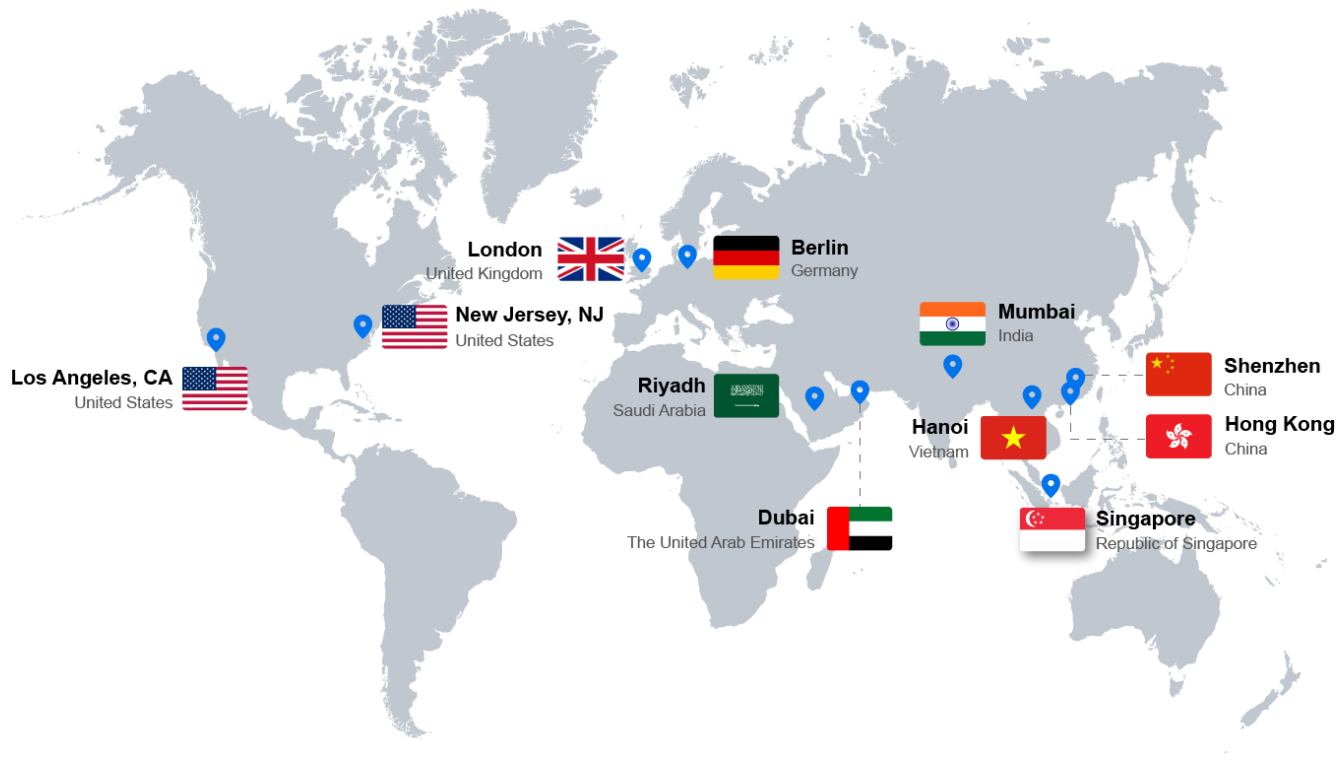 London
United Kingdom
Berlin
Germany
New Jersey, NJ
United States
Los Angeles, CA
United States
Mumbai
India
Riyadh
Saudi Arabia
Shenzhen
China
Hanoi
Vietnam
Hong Kong
China
Dubai
The United Arab Emirates
Singapore
Republic of Singapore